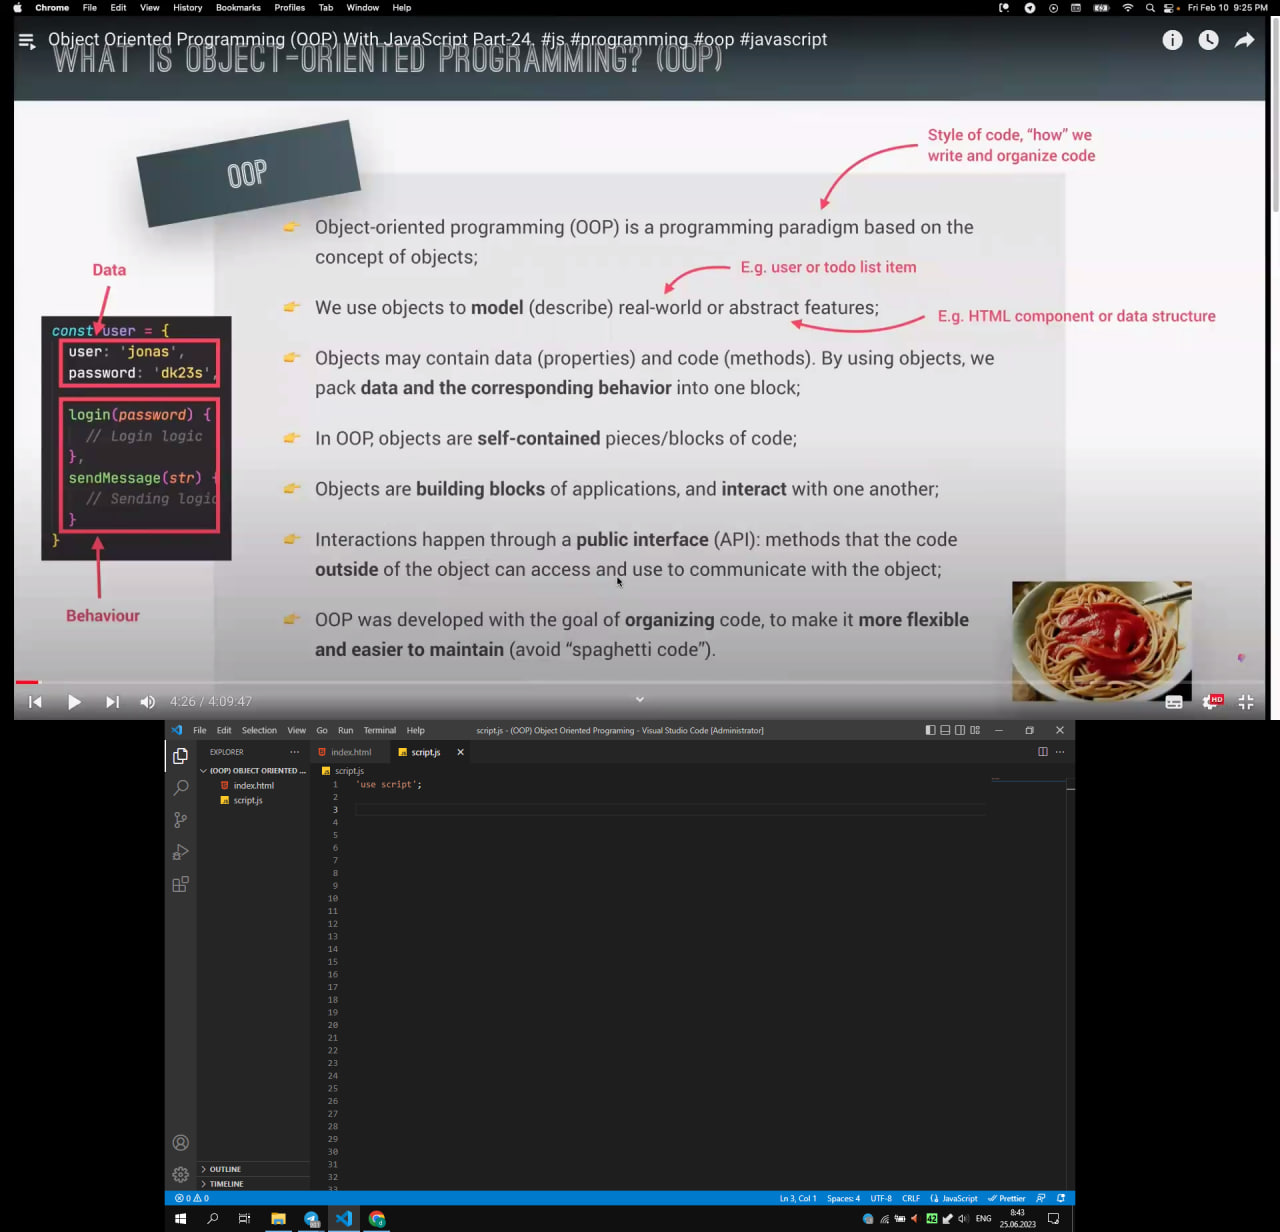 Chrome File Edit View History Bookmarks Profiles Tab Window Help Fri Feb 10 9:25 PM
Object Oriented Programming (OOP) With JavaScript Part-24. #js #programming #oop #javascript
WHAT IS OBJECT-ORIENTED PROGRAMMING? (OOP)
Style of code, “how” we
write and organize code
OOP
Object-oriented programming (OOP) is a programming paradigm based on the
concept of objects;
E.g. user or todo list item
We use objects to model (describe) real-world or abstract features;
E.g. HTML component or data structure
Objects may contain data (properties) and code (methods). By using objects, we
pack data and the corresponding behavior into one block;
In OOP, objects are self-contained pieces/blocks of code;
Objects are building blocks of applications, and interact with one another;
Interactions happen through a public interface (API): methods that the code
outside of the object can access and use to communicate with the object;
OOP was developed with the goal of organizing code, to make it more flexible
and easier to maintain (avoid “spaghetti code”).
Data
const user = {
user: 'jonas',
password: 'dk23s',
login(password) {
// Login logic
},
sendMessage(str) {
// Sending logic
}
}
Behaviour
4:26 / 4:09:47
HD
File Edit Selection View Go Run Terminal Help script.js - (OOP) Object Oriented Programing - Visual Studio Code [Administrator]
EXPLORER ··· index.html script.js
(OOP) OBJECT ORIENTED ...
index.html
script.js
script.js
1 'use script';
2
3
4
5
6
7
8
9
10
11
12
13
14
15
16
17
18
19
20
21
22
23
24
25
26
27
28
29
30
31
32
33
OUTLINE
TIMELINE
0 0 Ln 3, Col 1 Spaces: 4 UTF-8 CRLF JavaScript Prettier
42 ENG 8:43
25.06.2023